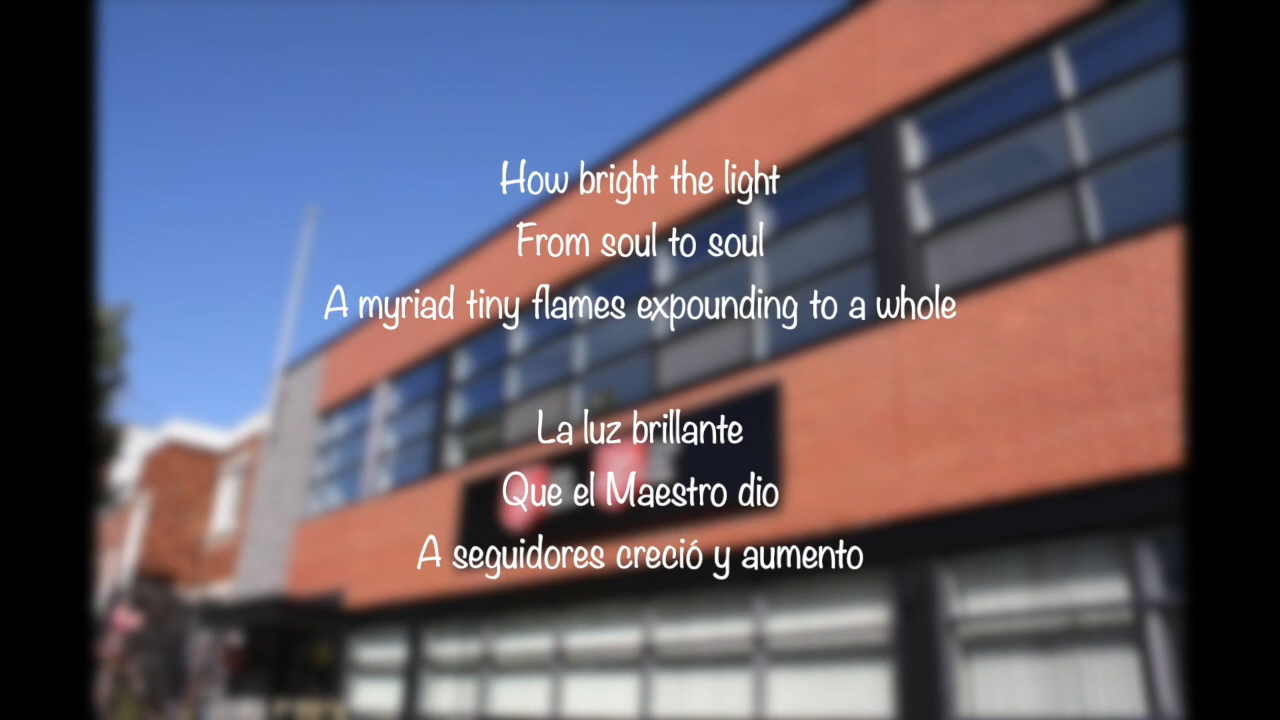 How bright the light
From soul to soul
A myriad tiny flames expounding to a whole
La luz brillante
Que el Maestro dio
A seguidores creció y aumento